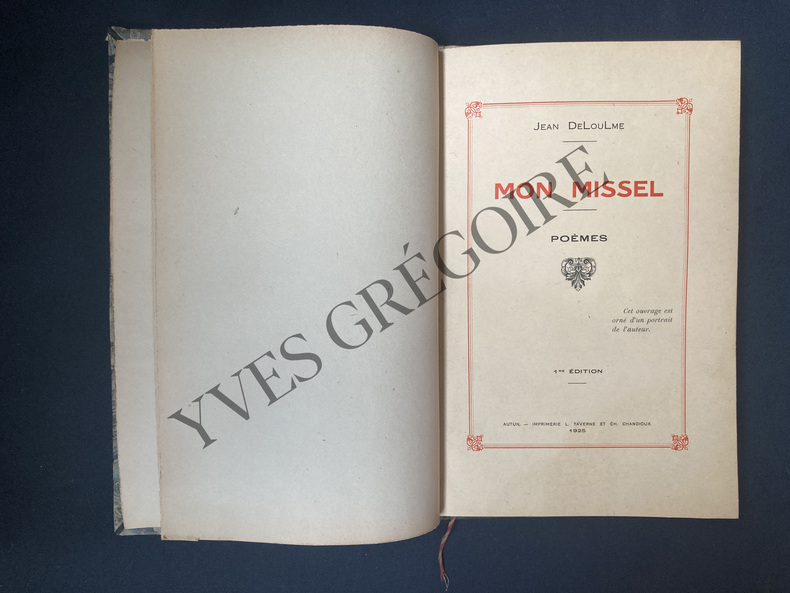 Jean DeLouLme
MON MISSEL
POÈMES
Cet ouvrage est
orné d'un portrait
de l'auteur.
1re ÉDITION
AUTUN. — IMPRIMERIE L. TAVERNE ET CH. CHANDIOUX
1925
YVES GRÉGOIRE